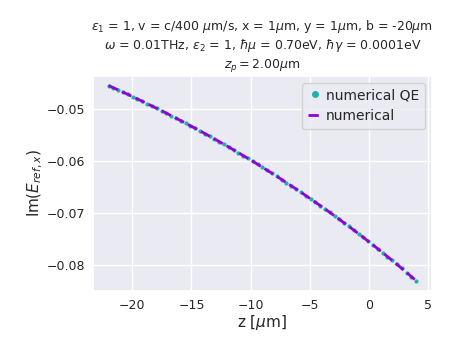 ε₁ = 1, v = c/400 μm/s, x = 1μm, y = 1μm, b = -20μm
ω = 0.01THz, ε₂ = 1, ħμ = 0.70eV, ħγ = 0.0001eV
z_p = 2.00μm
numerical QE
numerical
−0.05
−0.06
−0.07
−0.08
Im(E_ref,x)
−20
−15
−10
−5
0
5
z [μm]